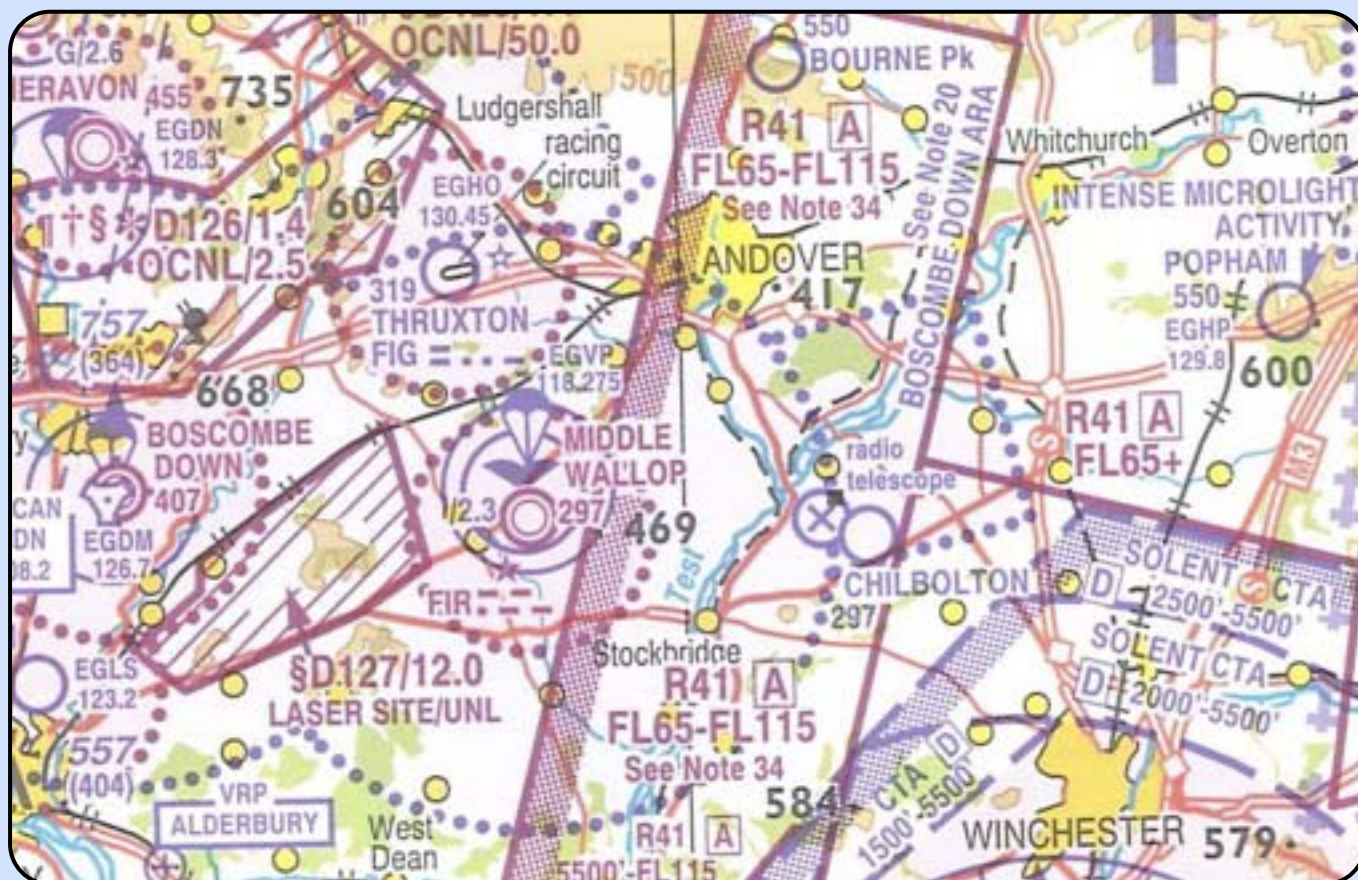 OCNL/50.0
G/2.6
455
735
EGDN
128.3
Ludgershall
racing
circuit
1500
550
BOURNE Pk
R41 A
FL65-FL115
See Note 34
See Note 20
BOSCOMBE DOWN ARA
Whitchurch
Overton
INTENSE MICROLIGHT
ACTIVITY
POPHAM
550
EGHP
129.8
600
¶†§* D126/1.4
OCNL/2.5
604
EGHO
130.45
319
THRUXTON
FIG
ANDOVER
417
757
(364)
668
EGVP
118.275
BOSCOMBE
DOWN
407
EGDM
126.7
MIDDLE
WALLOP
297
/2.3
469
radio
telescope
R41 A
FL65+
S
M3
CAN
DN
08.2
Test
CHILBOLTON
297
D
SOLENT CTA
2500'-5500'
S
SOLENT CTA
D
2000'-5500'
FIR
Stockbridge
EGLS
123.2
§D127/12.0
LASER SITE/UNL
R41 A
FL65-FL115
See Note 34
557
(404)
VRP
ALDERBURY
West
Dean
R41 A
5500'-FL115
584
CTA D
1500'-5500'
WINCHESTER
579